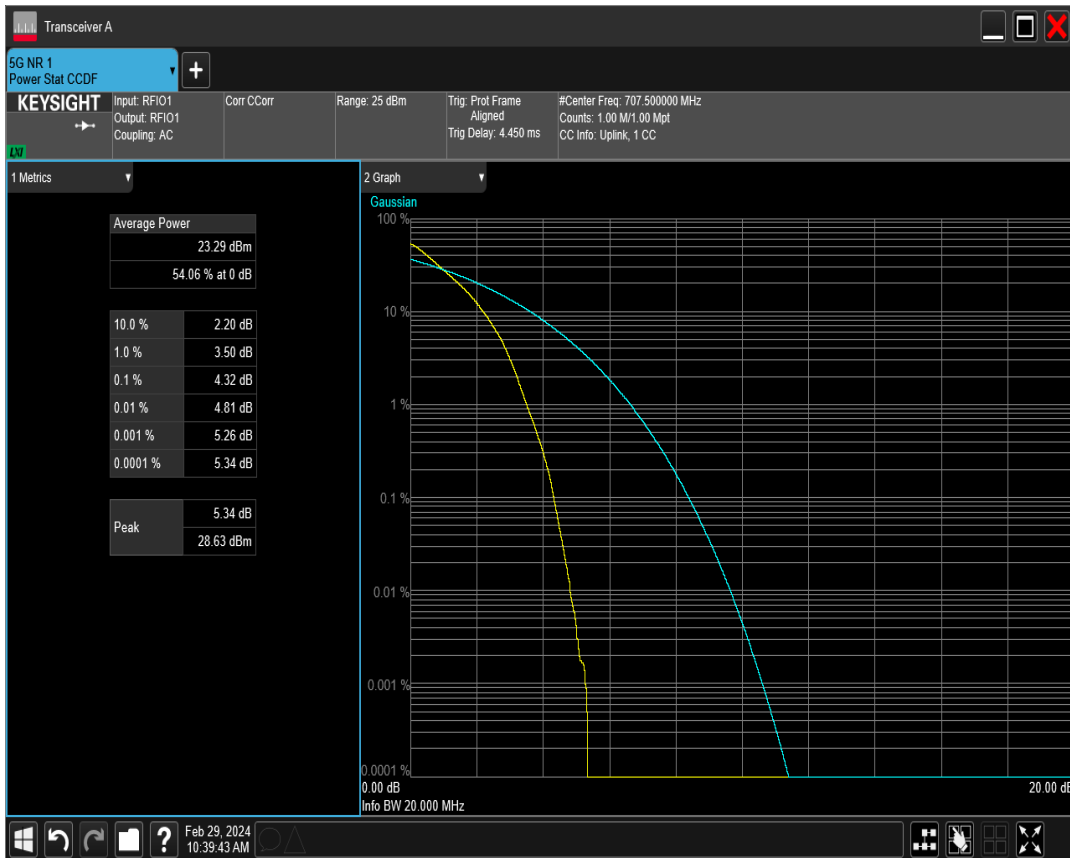 Transceiver A
5G NR 1
Power Stat CCDF
KEYSIGHT
LXI
Input: RFIO1
Output: RFIO1
Coupling: AC
Corr CCorr
Range: 25 dBm
Trig: Prot Frame
Aligned
Trig Delay: 4.450 ms
#Center Freq: 707.500000 MHz
Counts: 1.00 M/1.00 Mpt
CC Info: Uplink, 1 CC
1 Metrics
Average Power
23.29 dBm
54.06 % at 0 dB
10.0 % 2.20 dB
1.0 % 3.50 dB
0.1 % 4.32 dB
0.01 % 4.81 dB
0.001 % 5.26 dB
0.0001 % 5.34 dB
Peak 5.34 dB
28.63 dBm
2 Graph
Gaussian
100 %
10 %
1 %
0.1 %
0.01 %
0.001 %
0.0001 %
0.00 dB 20.00 dB
Info BW 20.000 MHz
Feb 29, 2024
10:39:43 AM